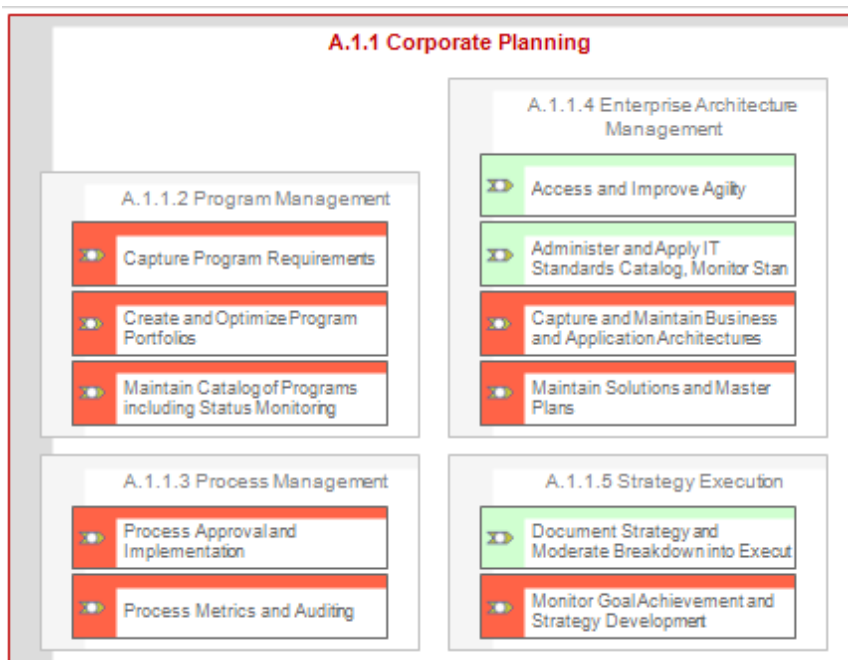 A.1.1 Corporate Planning
A.1.1.2 Program Management
Capture Program Requirements
Create and Optimize Program
Portfolios
Maintain Catalog of Programs
including Status Monitoring
A.1.1.3 Process Management
Process Approval and
Implementation
Process Metrics and Auditing
A.1.1.4 Enterprise Architecture
Management
Access and Improve Agility
Administer and Apply IT
Standards Catalog, Monitor Stan
Capture and Maintain Business
and Application Architectures
Maintain Solutions and Master
Plans
A.1.1.5 Strategy Execution
Document Strategy and
Moderate Breakdown into Execut
Monitor Goal Achievement and
Strategy Development